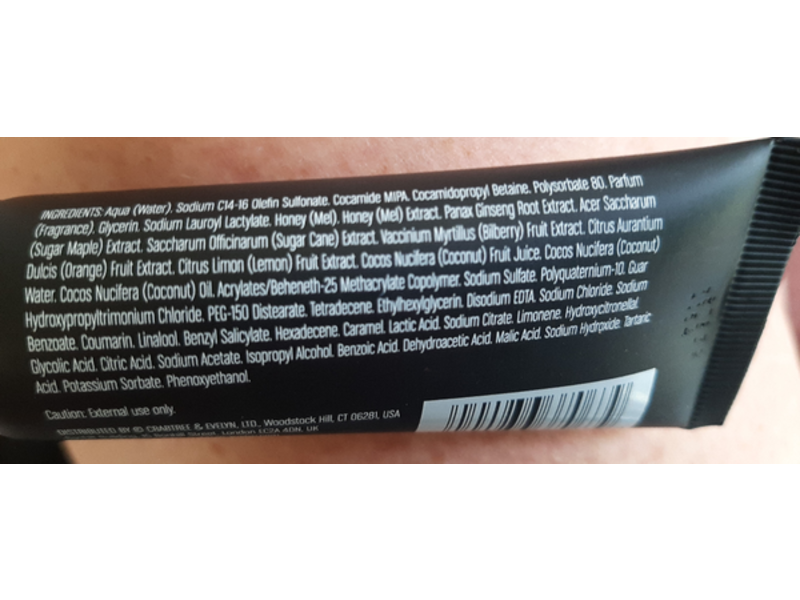 INGREDIENTS: Aqua (Water). Sodium C14-16 Olefin Sulfonate. Cocamide MIPA. Cocamidopropyl Betaine. Polysorbate 80. Parfum
(Fragrance). Glycerin. Sodium Lauroyl Lactylate. Honey (Mel). Honey (Mel) Extract. Panax Ginseng Root Extract. Acer Saccharum
(Sugar Maple) Extract. Saccharum Officinarum (Sugar Cane) Extract. Vaccinium Myrtillus (Bilberry) Fruit Extract. Citrus Aurantium
Dulcis (Orange) Fruit Extract. Citrus Limon (Lemon) Fruit Extract. Cocos Nucifera (Coconut) Fruit Juice. Cocos Nucifera (Coconut)
Water. Cocos Nucifera (Coconut) Oil. Acrylates/Beheneth-25 Methacrylate Copolymer. Sodium Sulfate. Polyquaternium-10. Guar
Hydroxypropyltrimonium Chloride. PEG-150 Distearate. Tetradecene. Ethylhexylglycerin. Disodium EDTA. Sodium Chloride. Sodium
Benzoate. Coumarin. Linalool. Benzyl Salicylate. Hexadecene. Caramel. Lactic Acid. Sodium Citrate. Limonene. Hydroxycitronellal.
Glycolic Acid. Citric Acid. Sodium Acetate. Isopropyl Alcohol. Benzoic Acid. Dehydroacetic Acid. Malic Acid. Sodium Hydroxide. Tartaric
Acid. Potassium Sorbate. Phenoxyethanol.
Caution: External use only.
DISTRIBUTED BY © CRABTREE & EVELYN, LTD., Woodstock Hill, CT 06281, USA
Street, London EC2A 4DN, UK